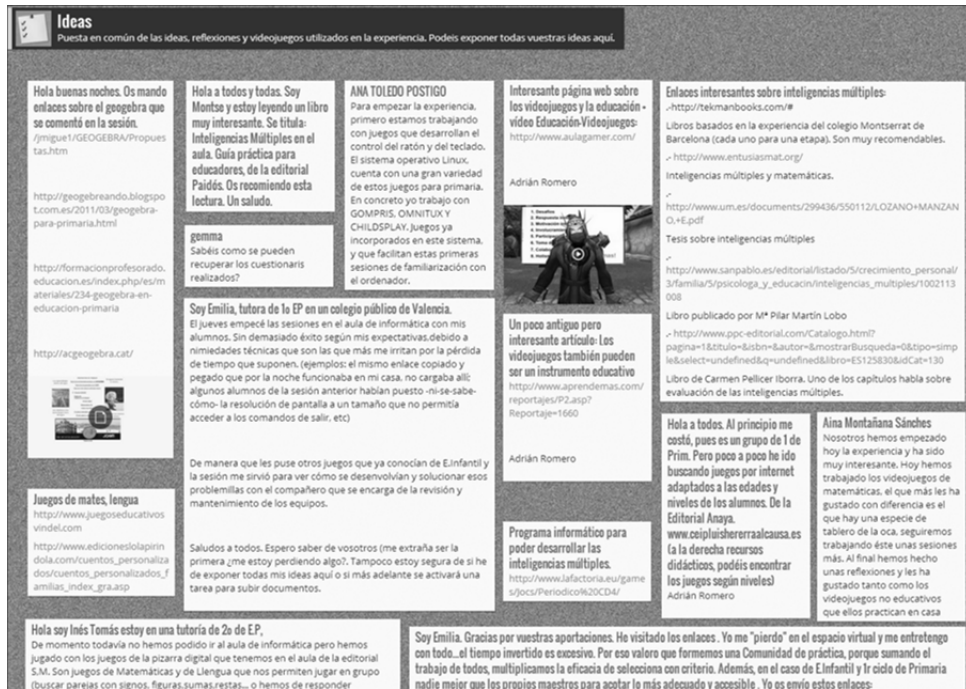 Ideas
Puesta en común de las ideas, reflexiones y videojuegos utilizados en la experiencia. Podeis exponer todas vuestras ideas aquí.
Hola buenas noches. Os mando
enlaces sobre el geogebra que
se comentó en la sesión.
/jmigue1/GEOGEBRA/Propues
tas.htm
http://geogebreando.blogspo
t.com.es/2011/03/geogebra-
para-primaria.html
http://formacionprofesorado.
educacion.es/index.php/es/m
ateriales/234-geogebra-en-
educacion-primaria
http://acgeogebra.cat/
Juegos de mates, lengua
http://www.juegoseducativos
vindel.com
http://www.edicioneslolapirin
dola.com/cuentos_personaliza
dos/cuentos_personalizados_f
amilias_index_gra.asp
Hola a todos y todas. Soy
Montse y estoy leyendo un libro
muy interesante. Se titula:
Inteligencias Múltiples en el
aula. Guía práctica para
educadores, de la editorial
Paidós. Os recomiendo esta
lectura. Un saludo.
gemma
Sabéis como se pueden
recuperar los cuestionaris
realizados?
ANA TOLEDO POSTIGO
Para empezar la experiencia,
primero estamos trabajando
con juegos que desarrollan el
control del ratón y del teclado.
El sistema operativo Linux,
cuenta con una gran variedad
de estos juegos para primaria.
En concreto yo trabajo con
GOMPRIS, OMNITUX Y
CHILDSPLAY. Juegos ya
incorporados en este sistema,
y que facilitan estas primeras
sesiones de familiarización con
el ordenador.
Soy Emilia, tutora de 1o EP en un colegio público de Valencia.
El jueves empecé las sesiones en el aula de informática con mis
alumnos. Sin demasiado éxito según mis expectativas,debido a
nimiedades técnicas que son las que más me irritan por la pérdida
de tiempo que suponen. (ejemplos: el mismo enlace copiado y
pegado que por la noche funcionaba en mi casa, no cargaba allí;
algunos alumnos de la sesión anterior habían puesto -ni-se-sabe-
cómo- la resolución de pantalla a un tamaño que no permitía
acceder a los comandos de salir, etc)
De manera que les puse otros juegos que ya conocían de E.Infantil y
la sesión me sirvió para ver cómo se desenvolvían y solucionar esos
problemillas con el compañero que se encarga de la revisión y
mantenimiento de los equipos.
Saludos a todos. Espero saber de vosotros (me extraña ser la
primera ¿me estoy perdiendo algo?. Tampoco estoy segura de si he
de exponer todas mis ideas aquí o si más adelante se activará una
tarea para subir documentos.
Interesante página web sobre
los videojuegos y la educación +
video Educación-Videojuegos:
http://www.aulagamer.com/
Adrián Romero
Un poco antiguo pero
interesante artículo: Los
videojuegos también pueden
ser un instrumento educativo
http://www.aprendemas.com/
reportajes/P2.asp?
Reportaje=1660
Adrián Romero
Programa informático para
poder desarrollar las
inteligencias múltiples.
http://www.lafactoria.eu/game
s/Jocs/Periodico%20CD4/
Enlaces interesantes sobre inteligencias múltiples:
.-http://tekmanbooks.com/#
Libros basados en la experiencia del colegio Montserrat de
Barcelona (cada uno para una etapa). Son muy recomendables.
.- http://www.entusiasmat.org/
Inteligencias múltiples y matemáticas.
.-
http://www.um.es/documents/299436/550112/LOZANO+MANZAN
O,+E.pdf
Tesis sobre inteligencias múltiples
.-
http://www.sanpablo.es/editorial/listado/5/crecimiento_personal/
3/familia/5/psicologa_y_educacin/inteligencias_multiples/1002113
008
Libro publicado por Mª Pilar Martín Lobo
.- http://www.ppc-editorial.com/Catalogo.html?
pagina=1&titulo=&isbn=&autor=&mostrarBusqueda=0&tipo=simp
le&select=undefined&q=undefined&libro=ES125830&idCat=130
Libro de Carmen Pellicer Iborra. Uno de los capítulos habla sobre
evaluación de las inteligencias múltiples.
Hola a todos. Al principio me
costó, pues es un grupo de 1 de
Prim. Pero poco a poco he ido
buscando juegos por internet
adaptados a las edades y
niveles de los alumnos. De la
Editorial Anaya.
www.ceipluishererraalcausa.es
(a la derecha recursos
didácticos, podéis encontrar
los juegos según niveles)
Adrián Romero
Aina Montañana Sánches
Nosotros hemos empezado
hoy la experiencia y ha sido
muy interesante. Hoy hemos
trabajado los videojuegos de
matemáticas, el que más les ha
gustado con diferencia es el
que hay una especie de
tablero de la oca, seguiremos
trabajando éste unas sesiones
más. Al final hemos hecho
unas reflexiones y les ha
gustado tanto como los
videojuegos no educativos
que ellos practican en casa
Hola soy Inés Tomás estoy en una tutoría de 2o de E.P,
De momento todavía no hemos podido ir al aula de informática pero hemos
jugado con los juegos de la pizarra digital que tenemos en el aula de la editorial
S.M. Son juegos de Matemáticas y de Llengua que nos permiten jugar en grupo
(buscar parejas con signos, figuras,sumas,restas... o hemos de responder
Soy Emilia. Gracias por vuestras aportaciones. He visitado los enlaces . Yo me "pierdo" en el espacio virtual y me entretengo
con todo...el tiempo invertido es excesivo. Por eso valoro que formemos una Comunidad de práctica, porque sumando el
trabajo de todos, multiplicamos la eficacia de selecciona con criterio. Además, en el caso de E.Infantil y 1r ciclo de Primaria
nadie mejor que los propios maestros para acotar lo más adecuado y accesible . Yo os envío estos enlaces: